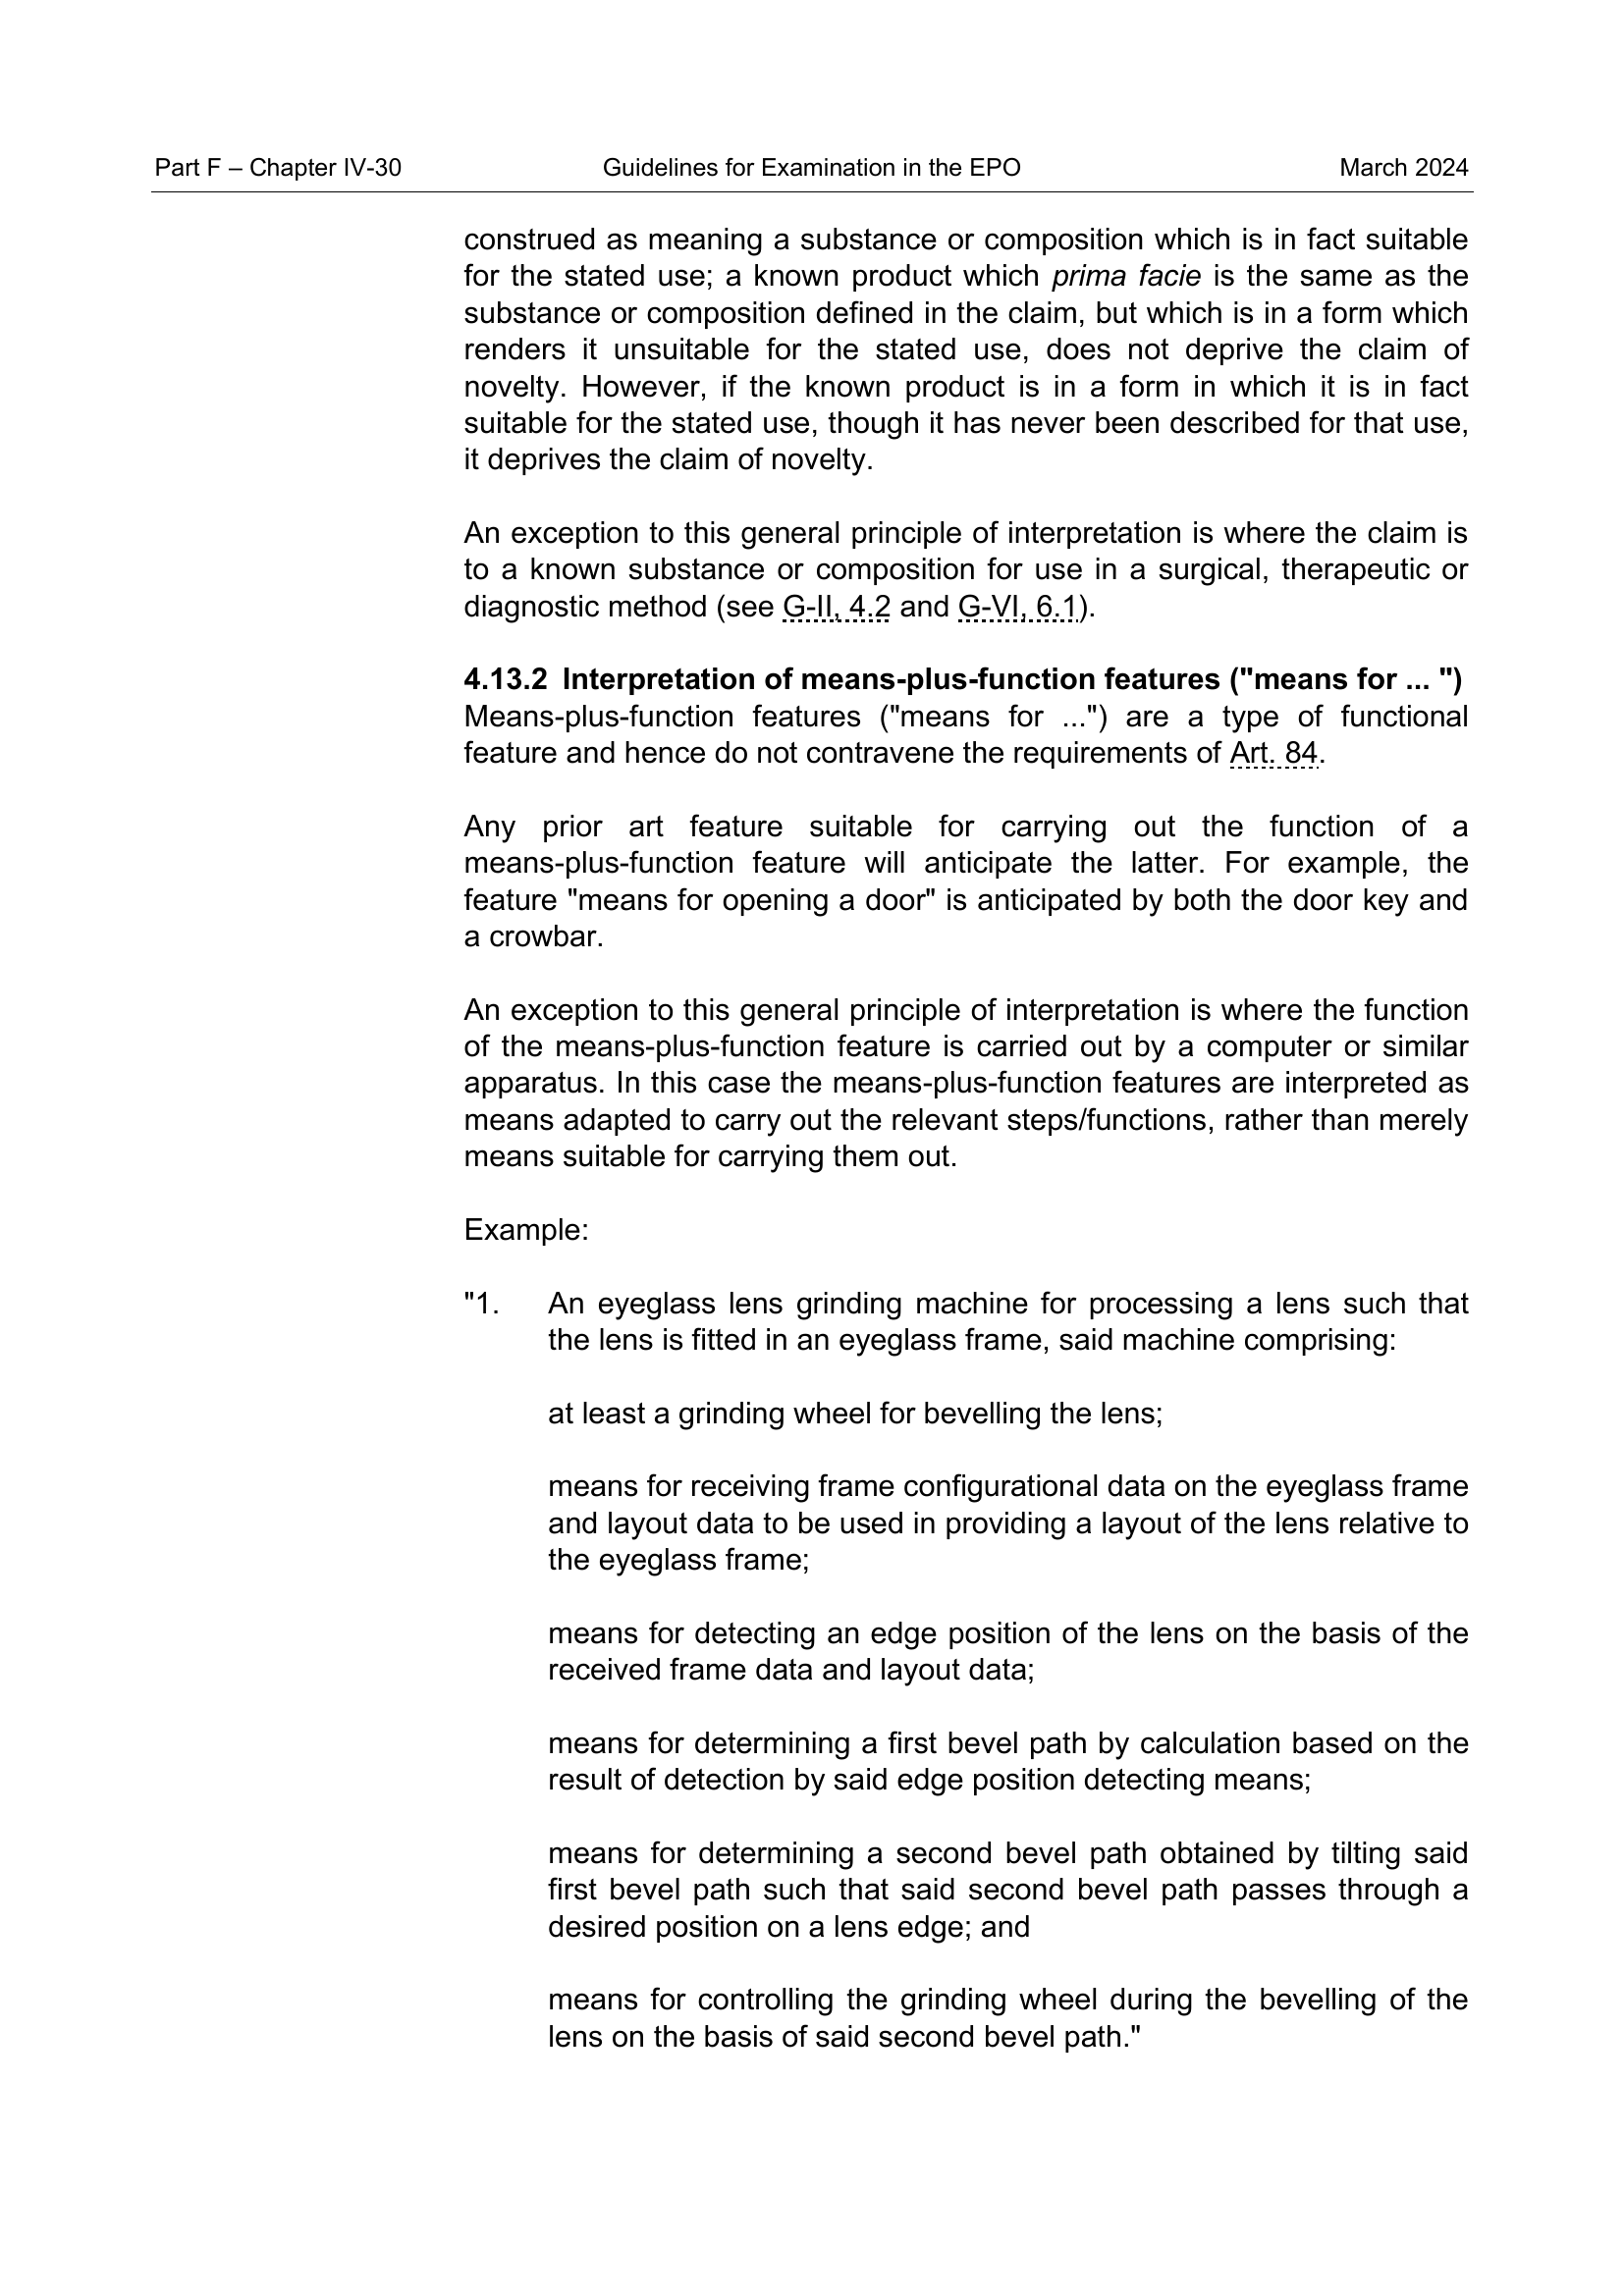 Part F – Chapter IV-30 Guidelines for Examination in the EPO March 2024
construed as meaning a substance or composition which is in fact suitable
for the stated use; a known product which prima facie is the same as the
substance or composition defined in the claim, but which is in a form which
renders it unsuitable for the stated use, does not deprive the claim of
novelty. However, if the known product is in a form in which it is in fact
suitable for the stated use, though it has never been described for that use,
it deprives the claim of novelty.
An exception to this general principle of interpretation is where the claim is
to a known substance or composition for use in a surgical, therapeutic or
diagnostic method (see G-II, 4.2 and G-VI, 6.1).
4.13.2 Interpretation of means-plus-function features ("means for ... ")
Means-plus-function features ("means for ...") are a type of functional
feature and hence do not contravene the requirements of Art. 84.
Any prior art feature suitable for carrying out the function of a
means-plus-function feature will anticipate the latter. For example, the
feature "means for opening a door" is anticipated by both the door key and
a crowbar.
An exception to this general principle of interpretation is where the function
of the means-plus-function feature is carried out by a computer or similar
apparatus. In this case the means-plus-function features are interpreted as
means adapted to carry out the relevant steps/functions, rather than merely
means suitable for carrying them out.
Example:
"1. An eyeglass lens grinding machine for processing a lens such that
the lens is fitted in an eyeglass frame, said machine comprising:
at least a grinding wheel for bevelling the lens;
means for receiving frame configurational data on the eyeglass frame
and layout data to be used in providing a layout of the lens relative to
the eyeglass frame;
means for detecting an edge position of the lens on the basis of the
received frame data and layout data;
means for determining a first bevel path by calculation based on the
result of detection by said edge position detecting means;
means for determining a second bevel path obtained by tilting said
first bevel path such that said second bevel path passes through a
desired position on a lens edge; and
means for controlling the grinding wheel during the bevelling of the
lens on the basis of said second bevel path."